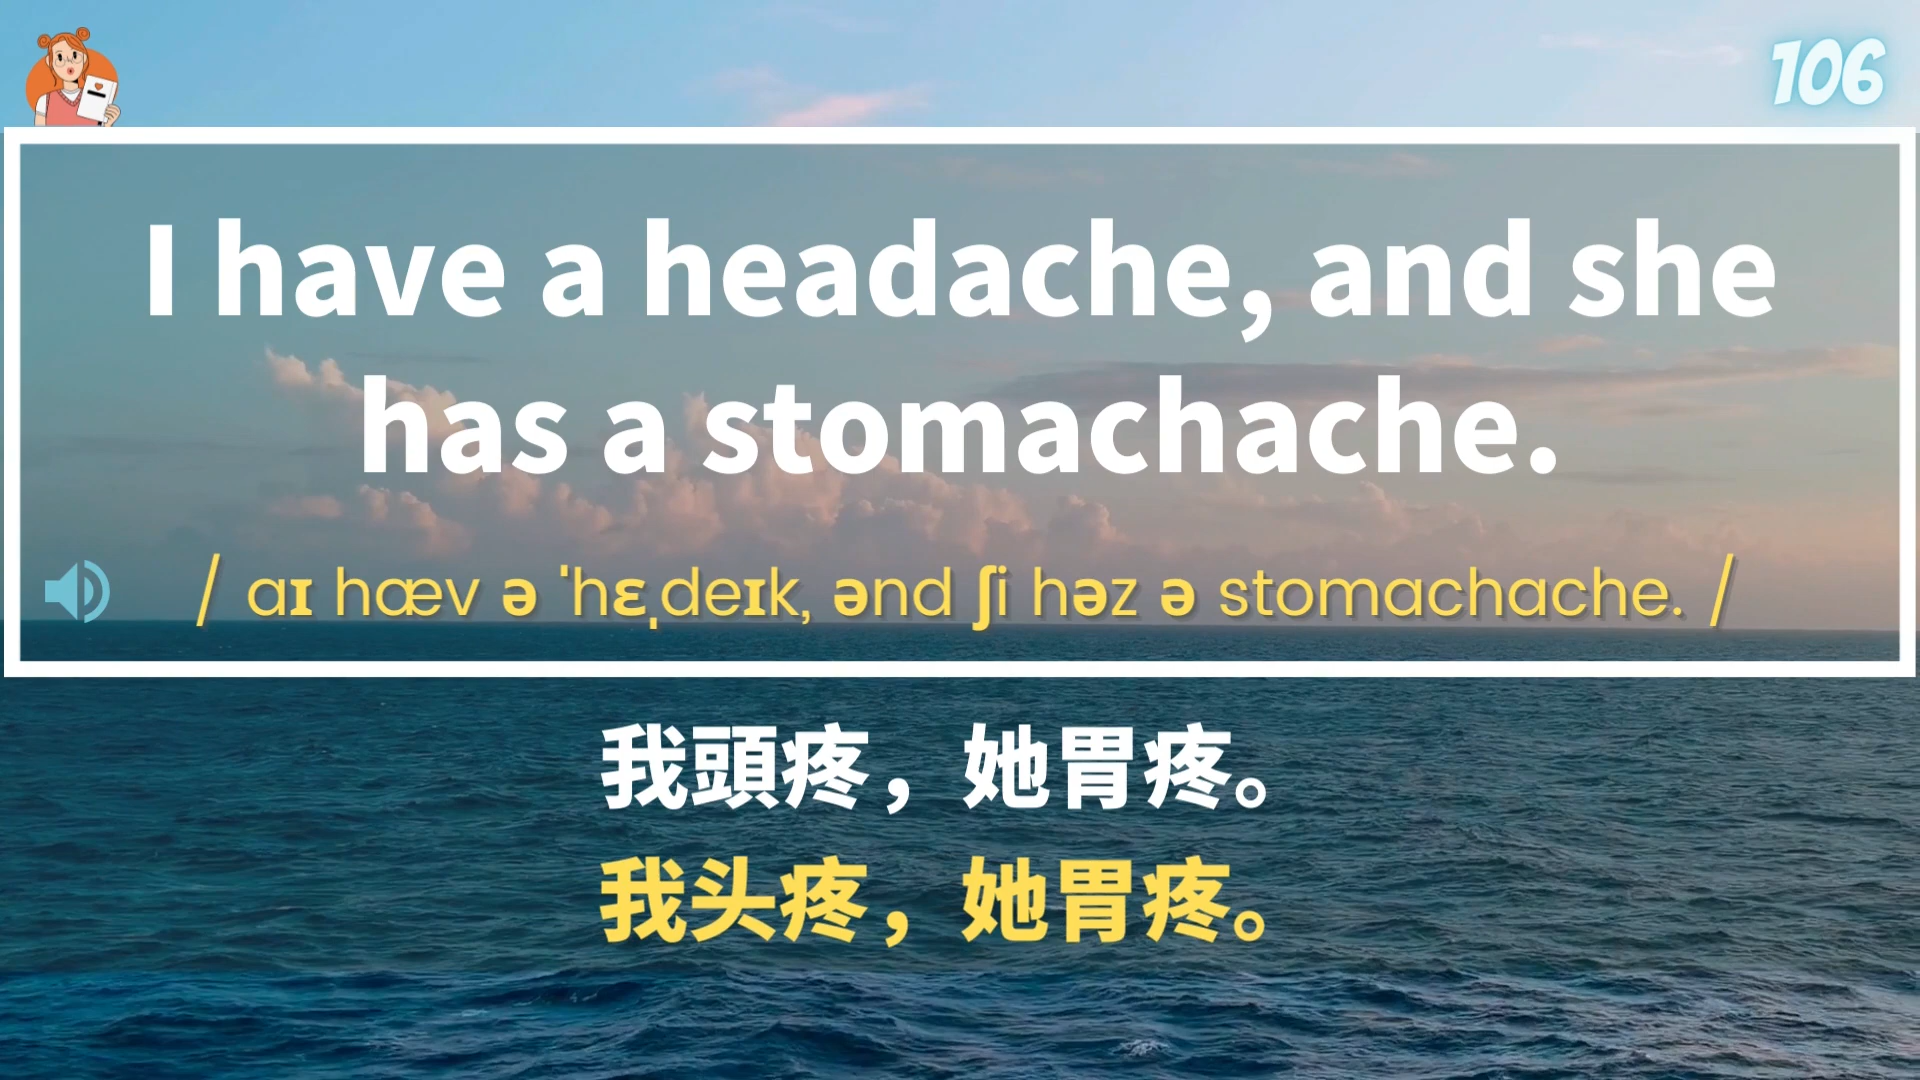 106
I have a headache, and she
has a stomachache.
/ aɪ hæv ə ˈhɛˌdeɪk, ənd ʃi həz ə stomachache. /
我頭疼，她胃疼。
我头疼，她胃疼。